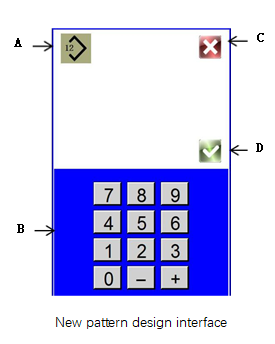 A
12
C
D
7 8 9
4 5 6
B
1 2 3
0 – +
New pattern design interface